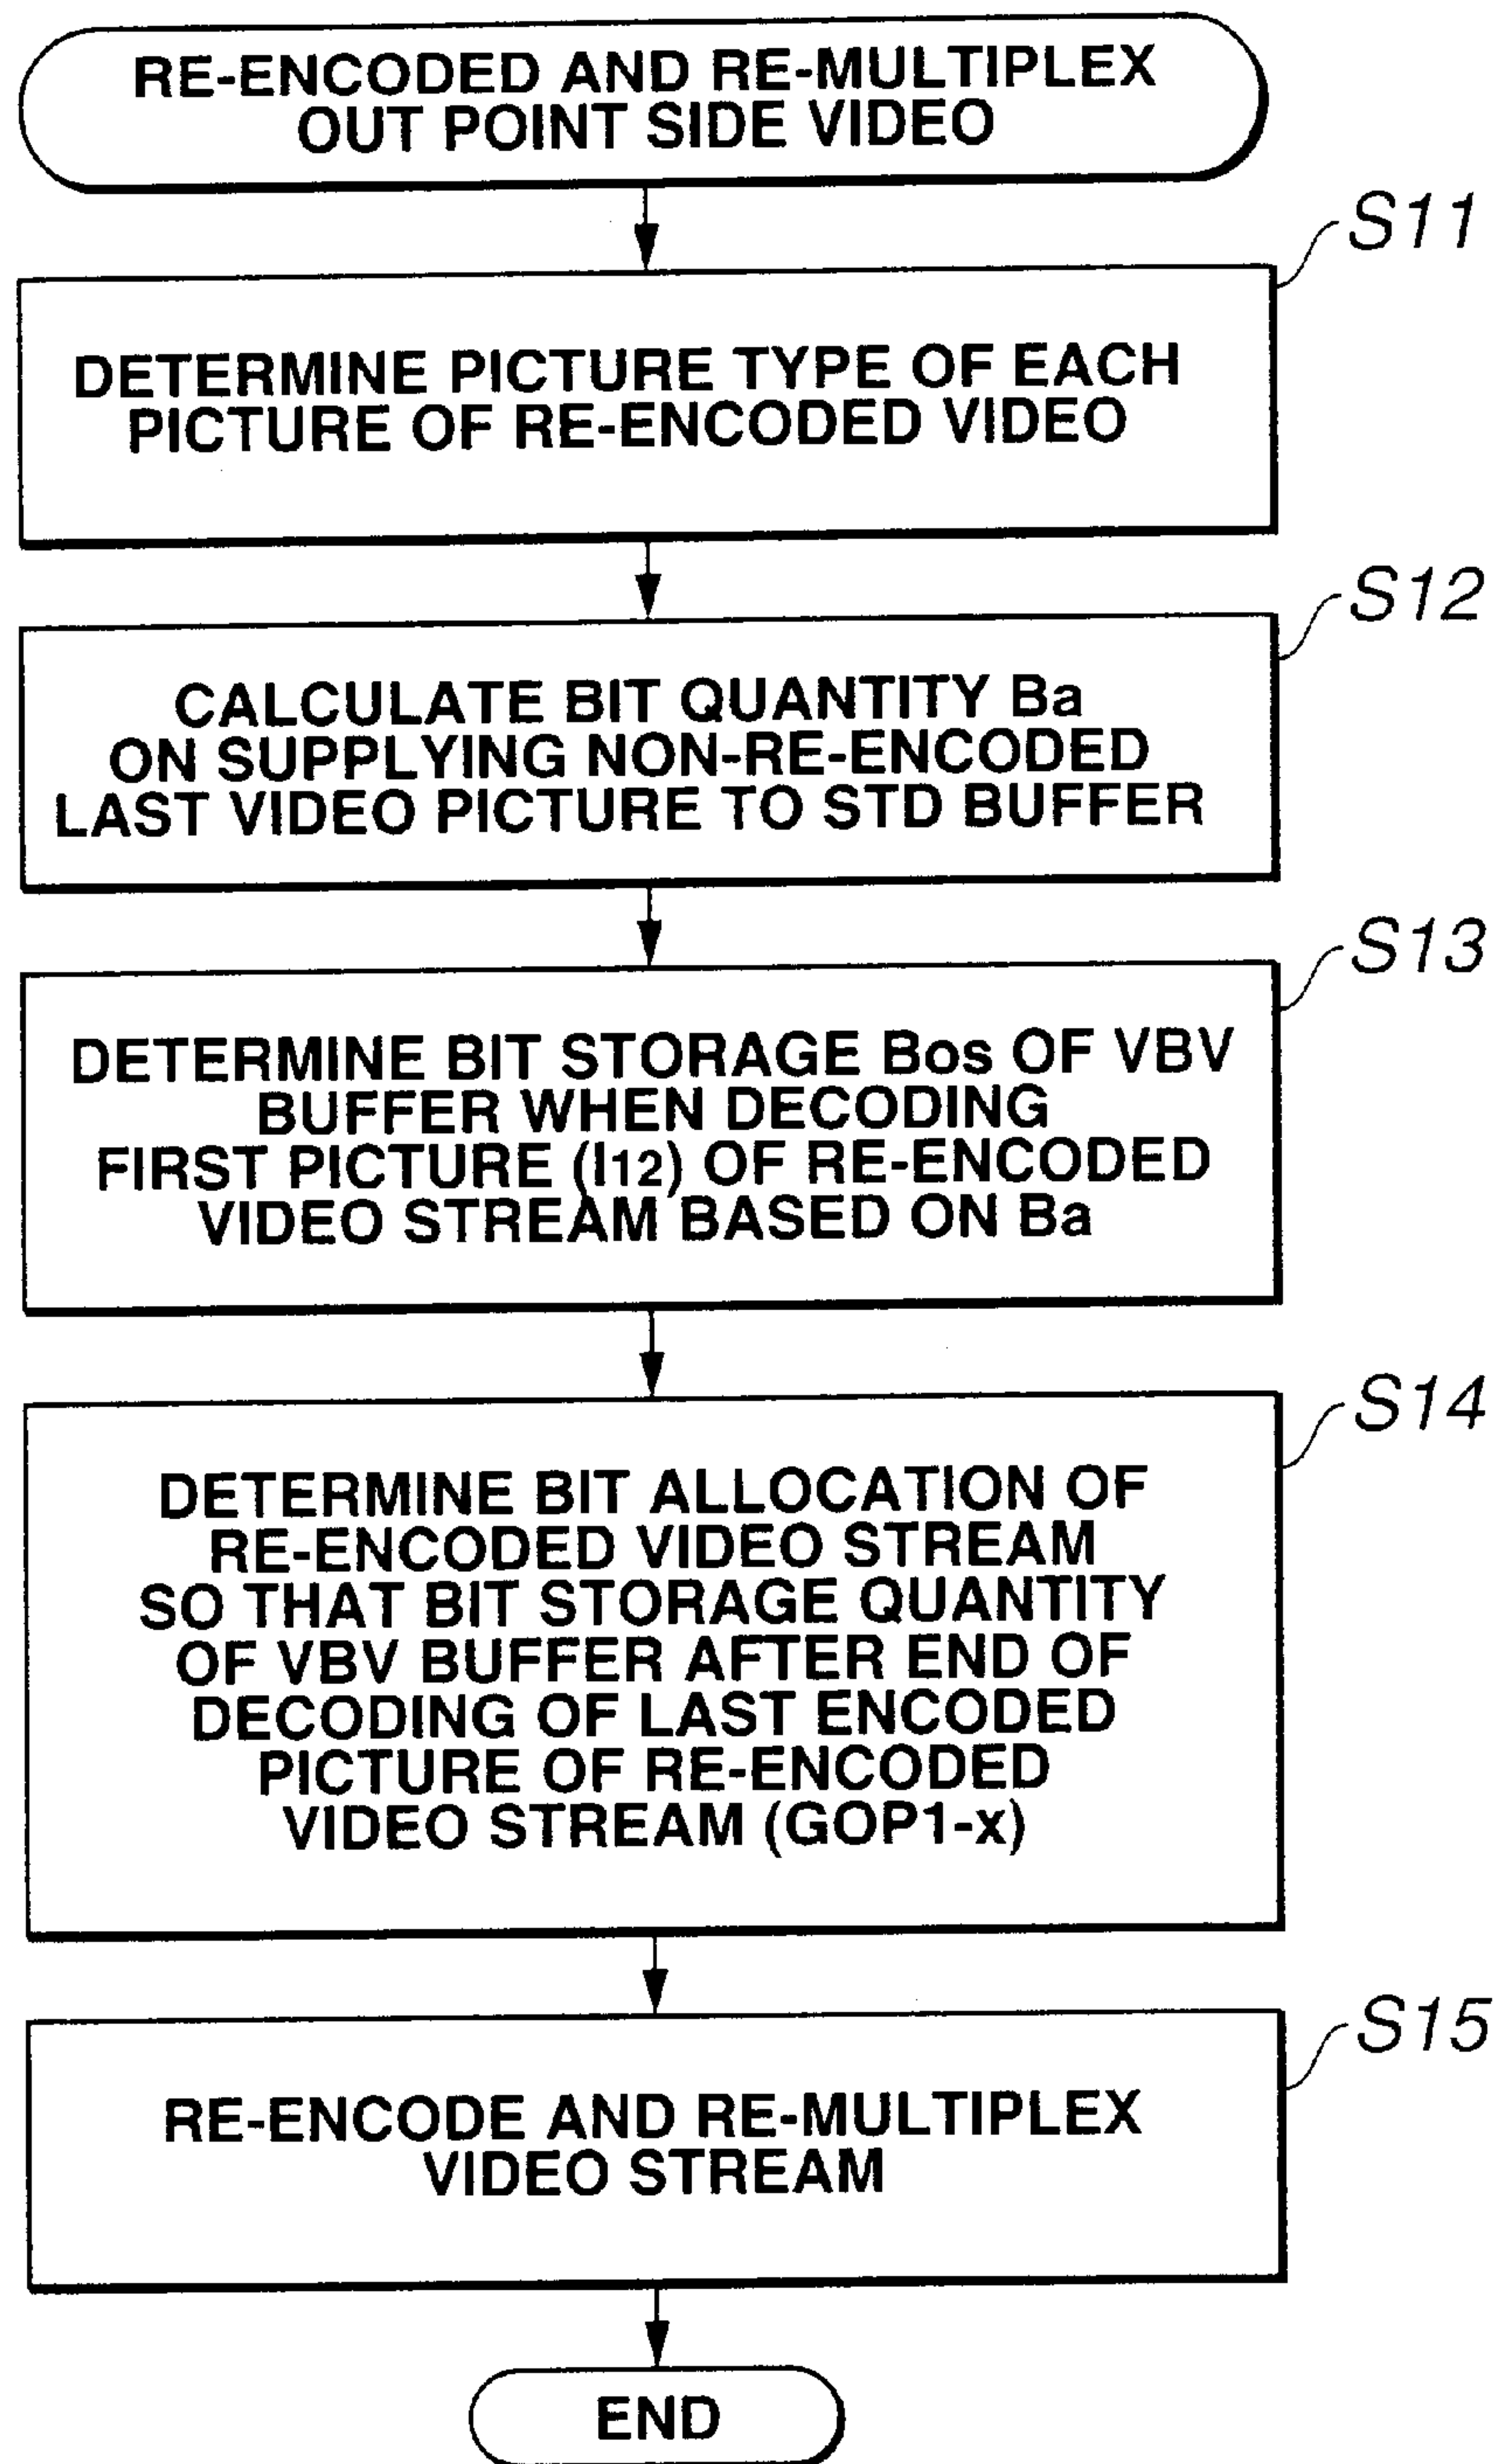 RE-ENCODED AND RE-MULTIPLEX
OUT POINT SIDE VIDEO
S11
DETERMINE PICTURE TYPE OF EACH
PICTURE OF RE-ENCODED VIDEO
S12
CALCULATE BIT QUANTITY Ba
ON SUPPLYING NON-RE-ENCODED
LAST VIDEO PICTURE TO STD BUFFER
S13
DETERMINE BIT STORAGE Bos OF VBV
BUFFER WHEN DECODING
FIRST PICTURE (I12) OF RE-ENCODED
VIDEO STREAM BASED ON Ba
S14
DETERMINE BIT ALLOCATION OF
RE-ENCODED VIDEO STREAM
SO THAT BIT STORAGE QUANTITY
OF VBV BUFFER AFTER END OF
DECODING OF LAST ENCODED
PICTURE OF RE-ENCODED
VIDEO STREAM (GOP1-x)
S15
RE-ENCODE AND RE-MULTIPLEX
VIDEO STREAM
END